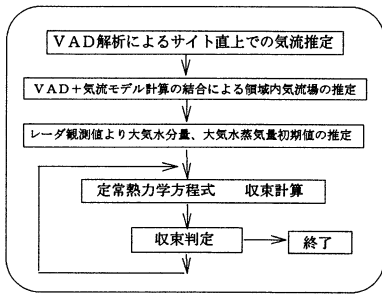 VAD解析によるサイト直上での気流推定
VAD+気流モデル計算の結合による領域内気流場の推定
レーダ観測値より大気水分量、大気水蒸気量初期値の推定
定常熱力学方程式 収束計算
収束判定
終了